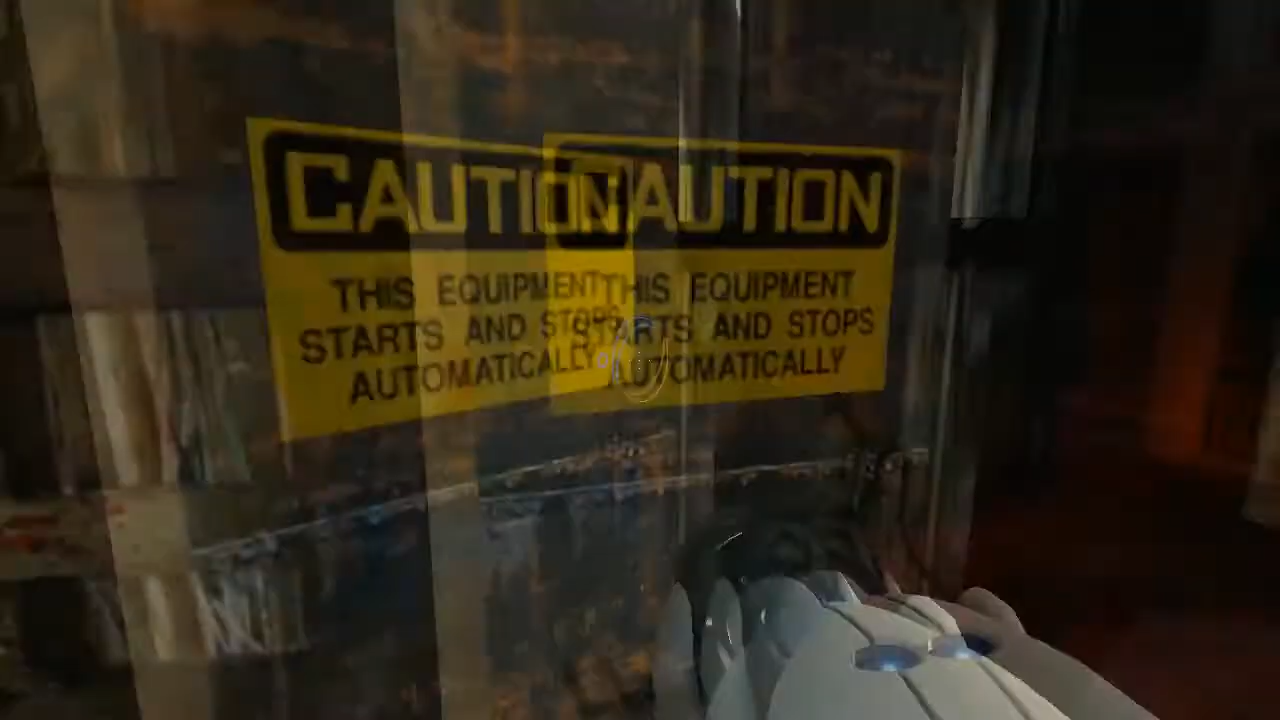 CAUTION
THIS EQUIPMENT
STARTS AND STOPS
AUTOMATICALLY
CAUTION
THIS EQUIPMENT
STARTS AND STOPS
AUTOMATICALLY